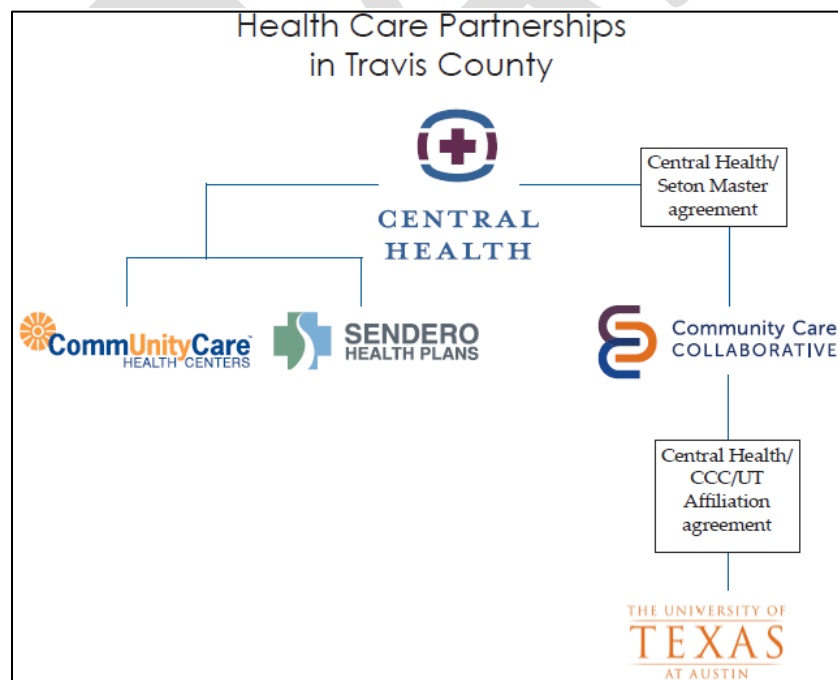 Health Care Partnerships
in Travis County
Central Health/
Seton Master
agreement
CENTRAL
HEALTH
CommUnityCare™
HEALTH CENTERS
SENDERO
HEALTH PLANS
Community Care
COLLABORATIVE
Central Health/
CCC/UT
Affiliation
agreement
THE UNIVERSITY OF
TEXAS
AT AUSTIN